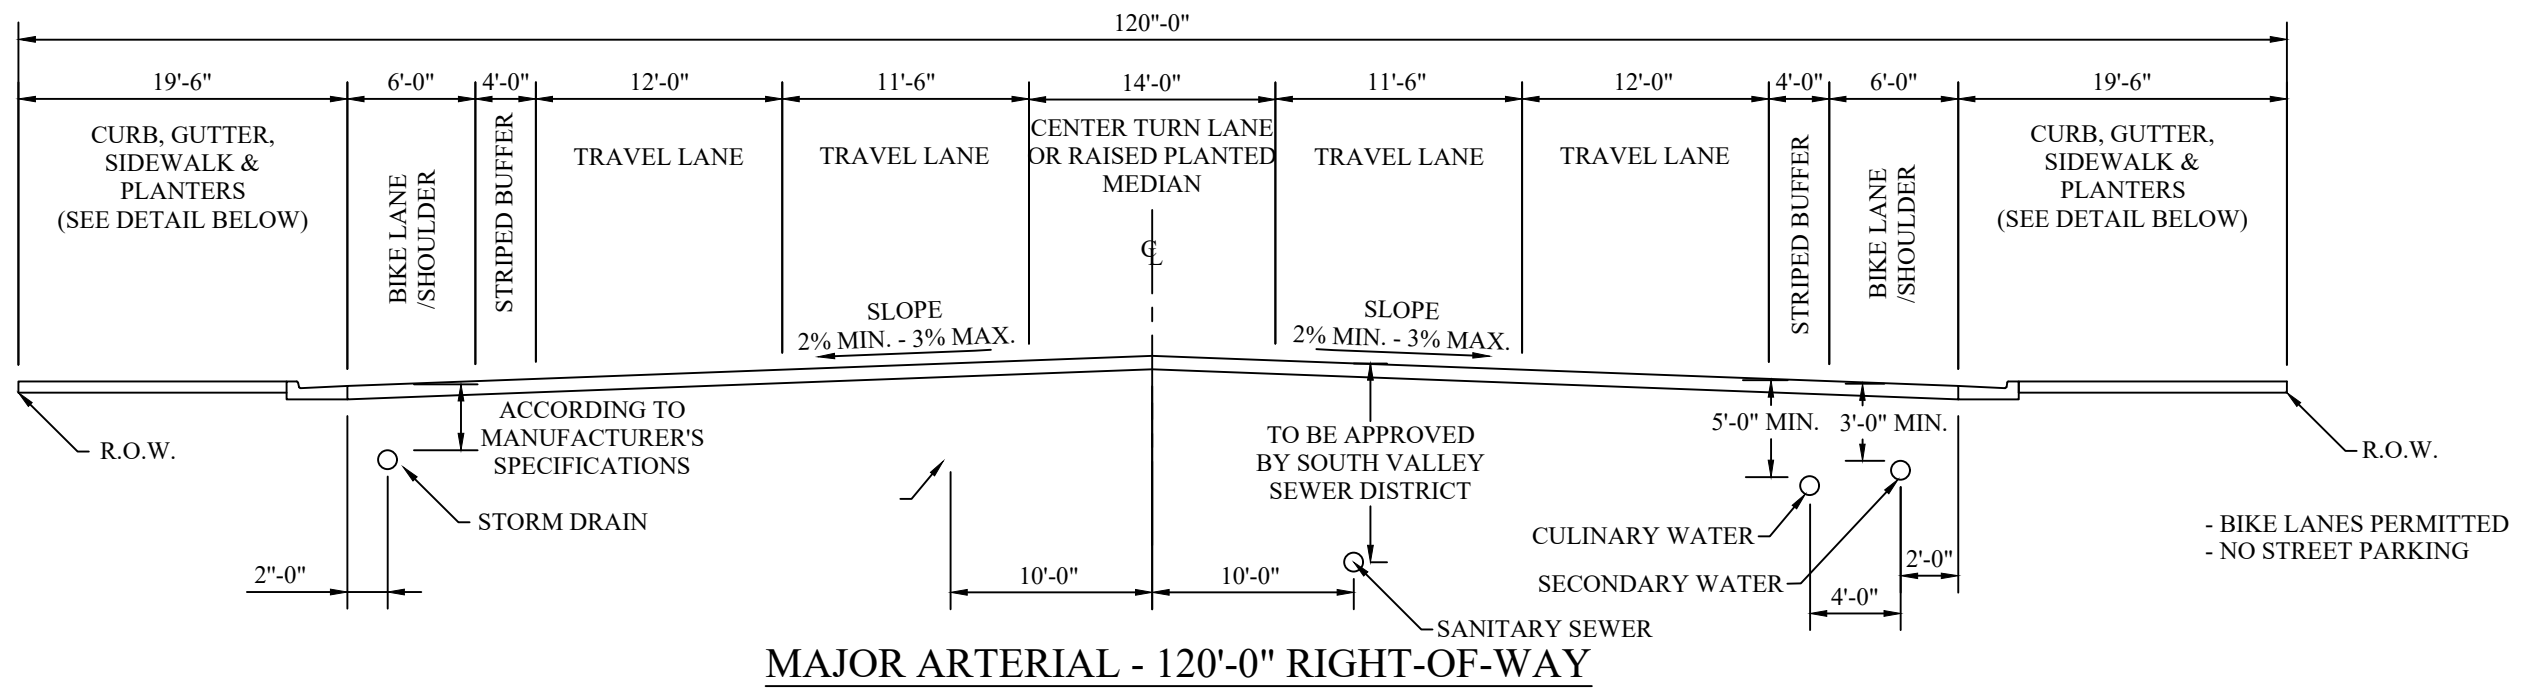 120"-0"
19'-6"
6'-0"
4'-0"
12'-0"
11'-6"
14'-0"
11'-6"
12'-0"
4'-0"
6'-0"
19'-6"
CURB, GUTTER,
SIDEWALK &
PLANTERS
(SEE DETAIL BELOW)
BIKE LANE
/SHOULDER
STRIPED BUFFER
TRAVEL LANE
TRAVEL LANE
CENTER TURN LANE
OR RAISED PLANTED
MEDIAN
CL
TRAVEL LANE
TRAVEL LANE
STRIPED BUFFER
BIKE LANE
/SHOULDER
CURB, GUTTER,
SIDEWALK &
PLANTERS
(SEE DETAIL BELOW)
SLOPE
2% MIN. - 3% MAX.
SLOPE
2% MIN. - 3% MAX.
R.O.W.
ACCORDING TO
MANUFACTURER'S
SPECIFICATIONS
STORM DRAIN
TO BE APPROVED
BY SOUTH VALLEY
SEWER DISTRICT
5'-0" MIN.
3'-0" MIN.
R.O.W.
CULINARY WATER
SECONDARY WATER
- BIKE LANES PERMITTED
- NO STREET PARKING
2"-0"
10'-0"
10'-0"
2'-0"
4'-0"
SANITARY SEWER
MAJOR ARTERIAL - 120'-0" RIGHT-OF-WAY